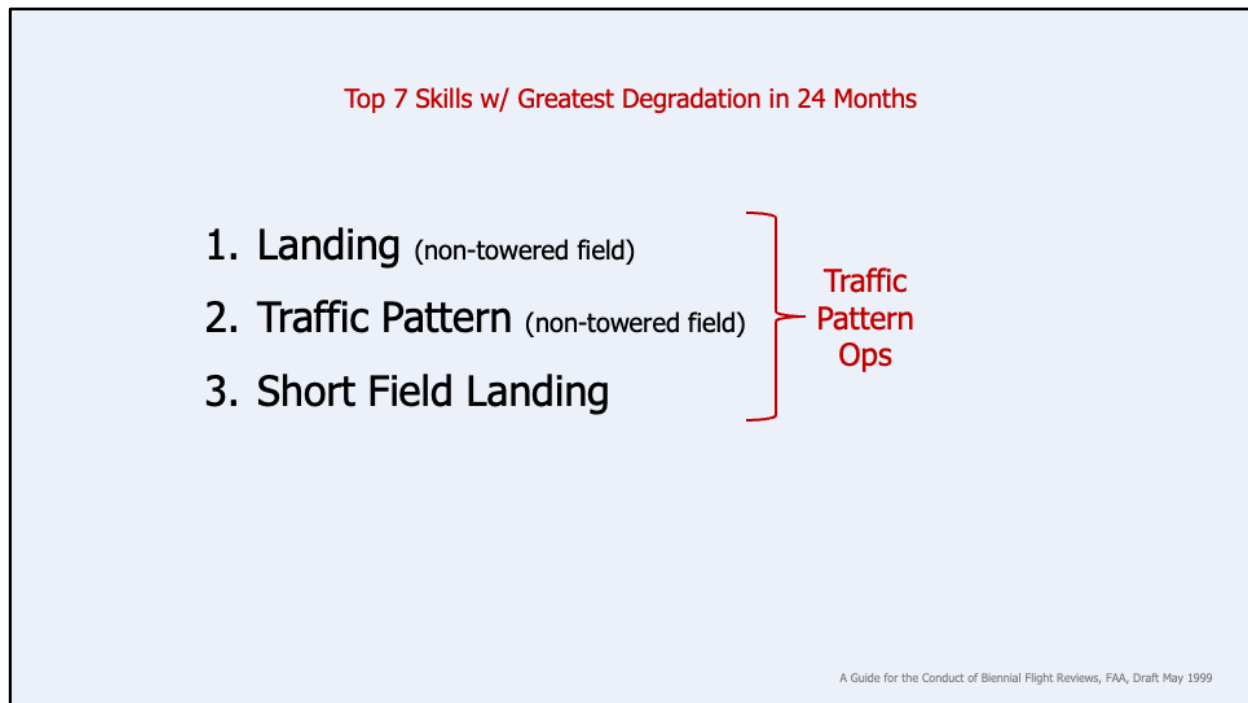 Top 7 Skills w/ Greatest Degradation in 24 Months
1. Landing (non-towered field)
2. Traffic Pattern (non-towered field)
3. Short Field Landing
Traffic
Pattern
Ops
A Guide for the Conduct of Biennial Flight Reviews, FAA, Draft May 1999